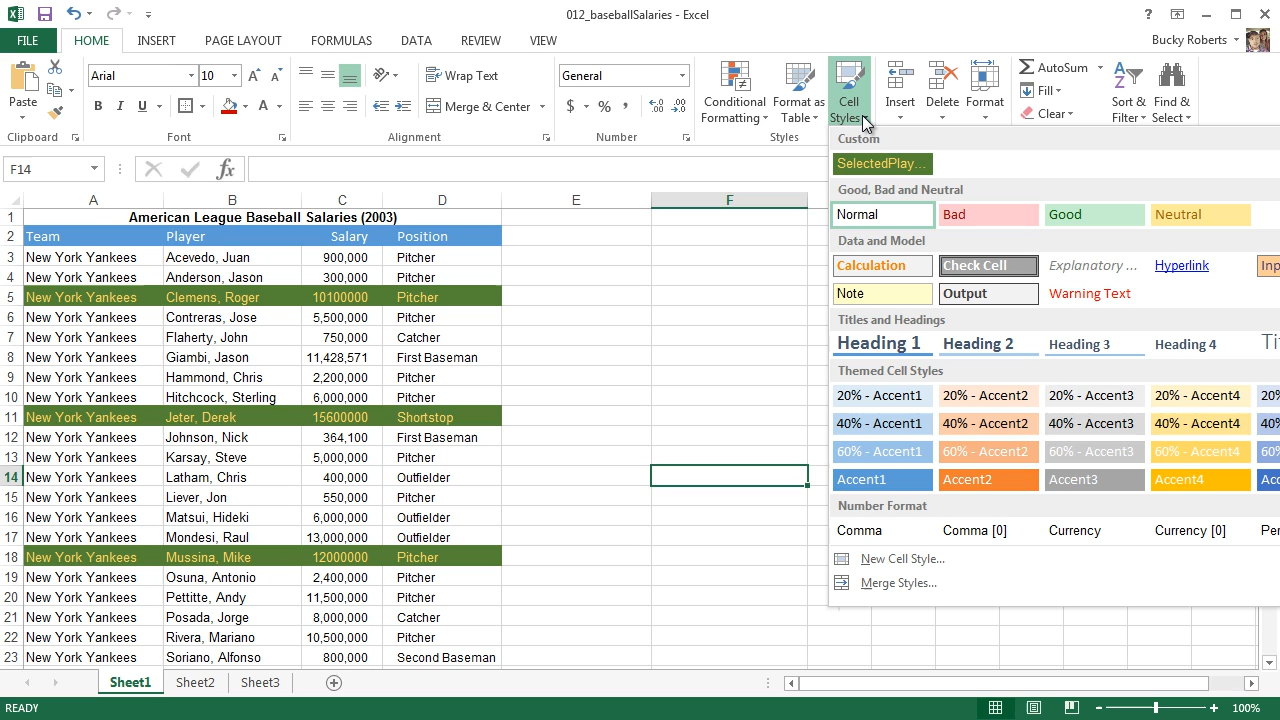 012_baseballSalaries - Excel
?
FILE HOME INSERT PAGE LAYOUT FORMULAS DATA REVIEW VIEW Bucky Roberts
Paste
Clipboard
Arial 10 A A
B I U A
Font
Wrap Text
Merge & Center
Alignment
General
$ % ,
Number
Conditional Formatting
Format as Table
Cell Styles
Styles
Insert
Delete
Format
AutoSum
Fill
Clear
Sort & Filter
Find & Select
F14 fx
A B C D E F
1 American League Baseball Salaries (2003)
2 Team Player Salary Position
3 New York Yankees Acevedo, Juan 900,000 Pitcher
4 New York Yankees Anderson, Jason 300,000 Pitcher
5 New York Yankees Clemens, Roger 10100000 Pitcher
6 New York Yankees Contreras, Jose 5,500,000 Pitcher
7 New York Yankees Flaherty, John 750,000 Catcher
8 New York Yankees Giambi, Jason 11,428,571 First Baseman
9 New York Yankees Hammond, Chris 2,200,000 Pitcher
10 New York Yankees Hitchcock, Sterling 6,000,000 Pitcher
11 New York Yankees Jeter, Derek 15600000 Shortstop
12 New York Yankees Johnson, Nick 364,100 First Baseman
13 New York Yankees Karsay, Steve 5,000,000 Pitcher
14 New York Yankees Latham, Chris 400,000 Outfielder
15 New York Yankees Liever, Jon 550,000 Pitcher
16 New York Yankees Matsui, Hideki 6,000,000 Outfielder
17 New York Yankees Mondesi, Raul 13,000,000 Outfielder
18 New York Yankees Mussina, Mike 12000000 Pitcher
19 New York Yankees Osuna, Antonio 2,400,000 Pitcher
20 New York Yankees Pettitte, Andy 11,500,000 Pitcher
21 New York Yankees Posada, Jorge 8,000,000 Catcher
22 New York Yankees Rivera, Mariano 10,500,000 Pitcher
23 New York Yankees Soriano, Alfonso 800,000 Second Baseman
Custom
SelectedPlay...
Good, Bad and Neutral
Normal Bad Good Neutral
Data and Model
Calculation Check Cell Explanatory ... Hyperlink Inp
Note Output Warning Text
Titles and Headings
Heading 1 Heading 2 Heading 3 Heading 4 Ti
Themed Cell Styles
20% - Accent1 20% - Accent2 20% - Accent3 20% - Accent4 20%
40% - Accent1 40% - Accent2 40% - Accent3 40% - Accent4 40%
60% - Accent1 60% - Accent2 60% - Accent3 60% - Accent4 60%
Accent1 Accent2 Accent3 Accent4 Acc
Number Format
Comma Comma [0] Currency Currency [0] Per
New Cell Style...
Merge Styles...
Sheet1 Sheet2 Sheet3
READY 100%